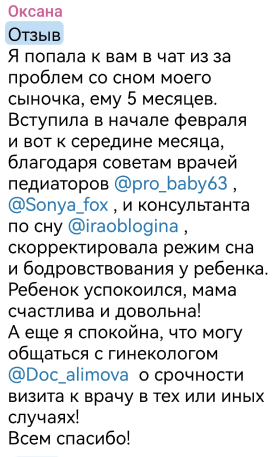 Оксана
Отзыв
Я попала к вам в чат из за
проблем со сном моего
сыночка, ему 5 месяцев.
Вступила в начале февраля
и вот к середине месяца,
благодаря советам врачей
педиаторов @pro_baby63 ,
@Sonya_fox , и консультанта
по сну @iraoblogina ,
скорректировала режим сна
и бодровствования у ребенка.
Ребенок успокоился, мама
счастлива и довольна!
А еще я спокойна, что могу
общаться с гинекологом
@Doc_alimova о срочности
визита к врачу в тех или иных
случаях!
Всем спасибо!